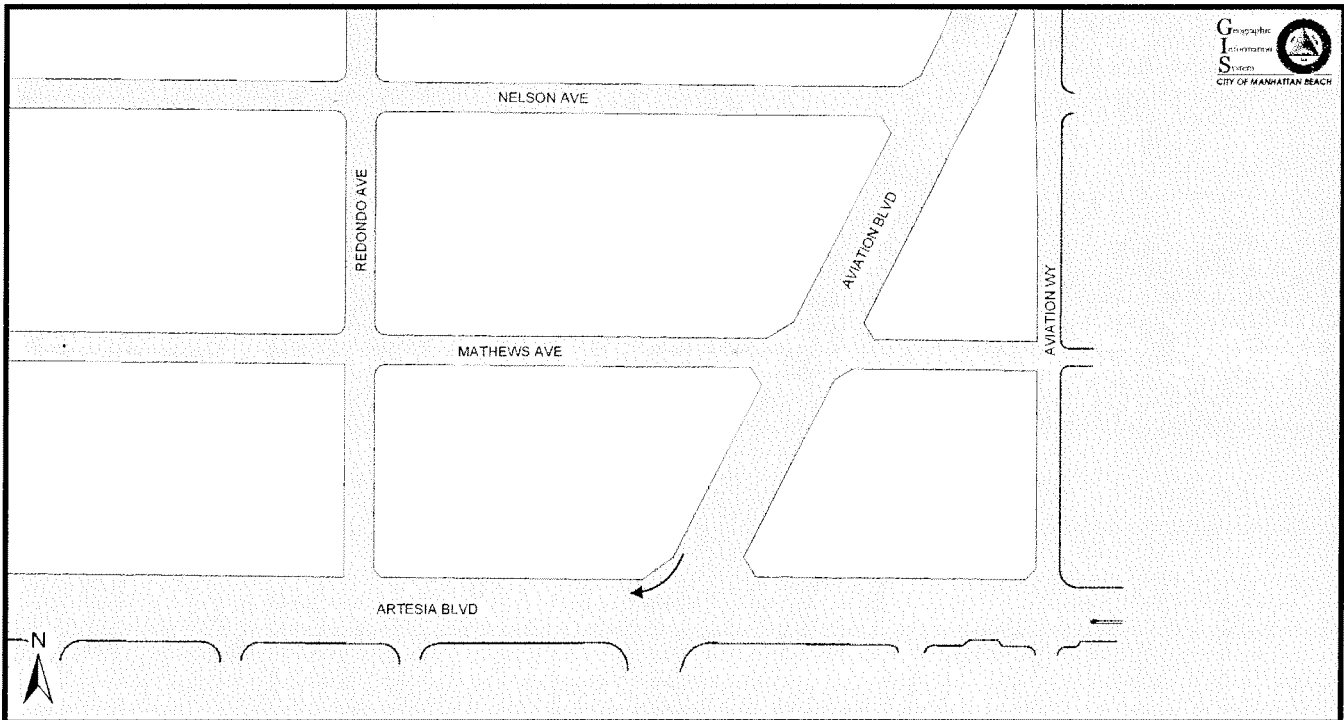 Geographic
Information
System
CITY OF MANHATTAN BEACH
NELSON AVE
REDONDO AVE
AVIATION BLVD
AVIATION WY
MATHEWS AVE
ARTESIA BLVD
N